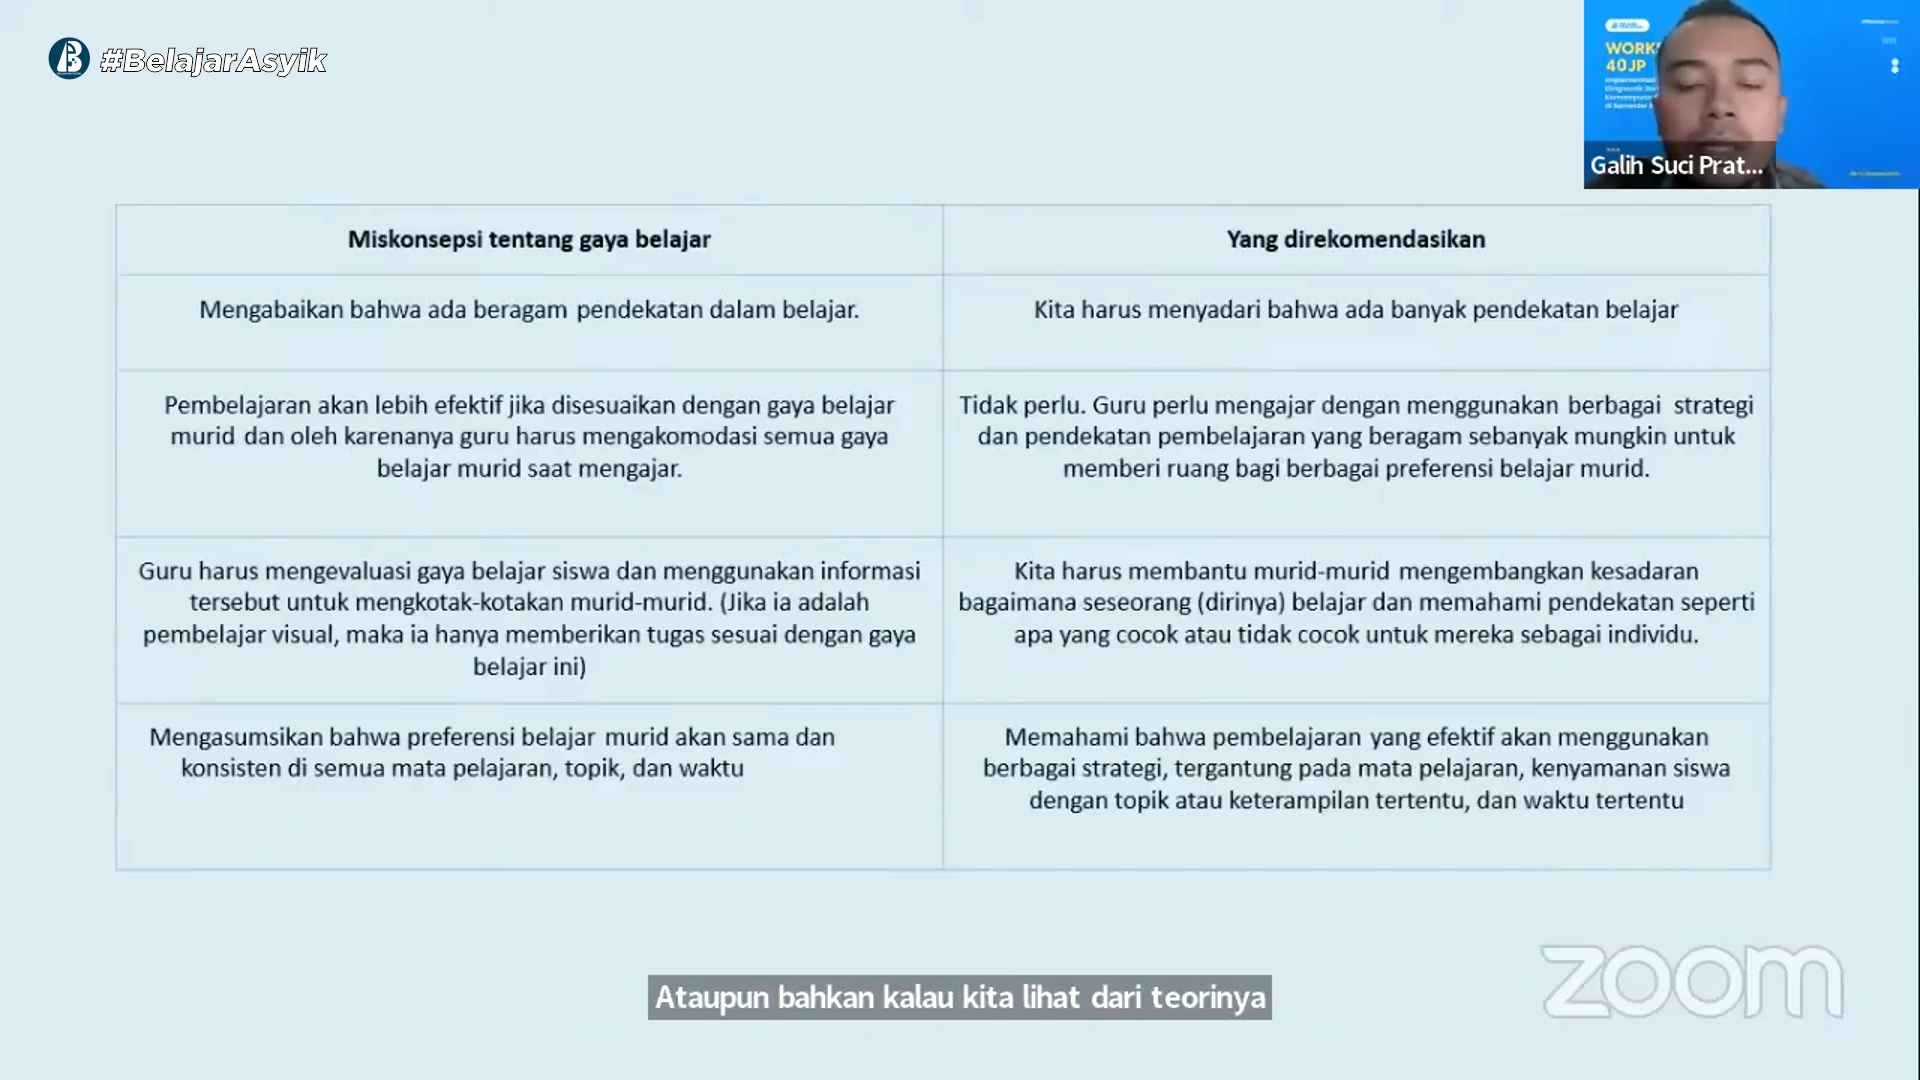 #BelajarAsyik
WORKS
40JP
Galih Suci Prat...
Miskonsepsi tentang gaya belajar
Yang direkomendasikan
Mengabaikan bahwa ada beragam pendekatan dalam belajar.
Kita harus menyadari bahwa ada banyak pendekatan belajar
Pembelajaran akan lebih efektif jika disesuaikan dengan gaya belajar
murid dan oleh karenanya guru harus mengakomodasi semua gaya
belajar murid saat mengajar.
Tidak perlu. Guru perlu mengajar dengan menggunakan berbagai strategi
dan pendekatan pembelajaran yang beragam sebanyak mungkin untuk
memberi ruang bagi berbagai preferensi belajar murid.
Guru harus mengevaluasi gaya belajar siswa dan menggunakan informasi
tersebut untuk mengkotak-kotakan murid-murid. (Jika ia adalah
pembelajar visual, maka ia hanya memberikan tugas sesuai dengan gaya
belajar ini)
Kita harus membantu murid-murid mengembangkan kesadaran
bagaimana seseorang (dirinya) belajar dan memahami pendekatan seperti
apa yang cocok atau tidak cocok untuk mereka sebagai individu.
Mengasumsikan bahwa preferensi belajar murid akan sama dan
konsisten di semua mata pelajaran, topik, dan waktu
Memahami bahwa pembelajaran yang efektif akan menggunakan
berbagai strategi, tergantung pada mata pelajaran, kenyamanan siswa
dengan topik atau keterampilan tertentu, dan waktu tertentu
Ataupun bahkan kalau kita lihat dari teorinya
zoom